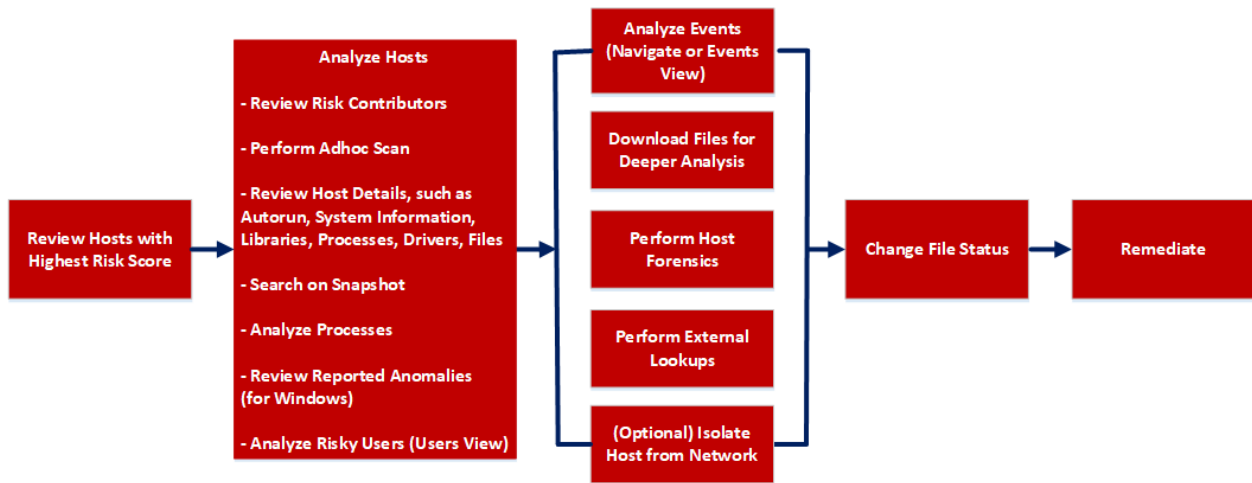 Review Hosts with
Highest Risk Score
Analyze Hosts
- Review Risk Contributors
- Perform Adhoc Scan
- Review Host Details, such as
Autorun, System Information,
Libraries, Processes, Drivers, Files
- Search on Snapshot
- Analyze Processes
- Review Reported Anomalies
(for Windows)
- Analyze Risky Users (Users View)
Analyze Events
(Navigate or Events
View)
Download Files for
Deeper Analysis
Perform Host
Forensics
Perform External
Lookups
(Optional) Isolate
Host from Network
Change File Status
Remediate